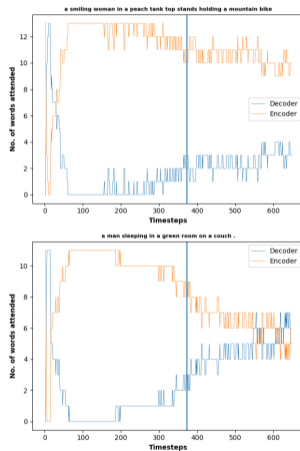 a smiling woman in a peach tank top stands holding a mountain bike
12
10
8
6
4
2
0
No. of words attended
Decoder
Encoder
0 100 200 300 400 500 600
Timesteps
a man sleeping in a green room on a couch .
10
8
6
4
2
0
No. of words attended
Decoder
Encoder
0 100 200 300 400 500 600
Timesteps